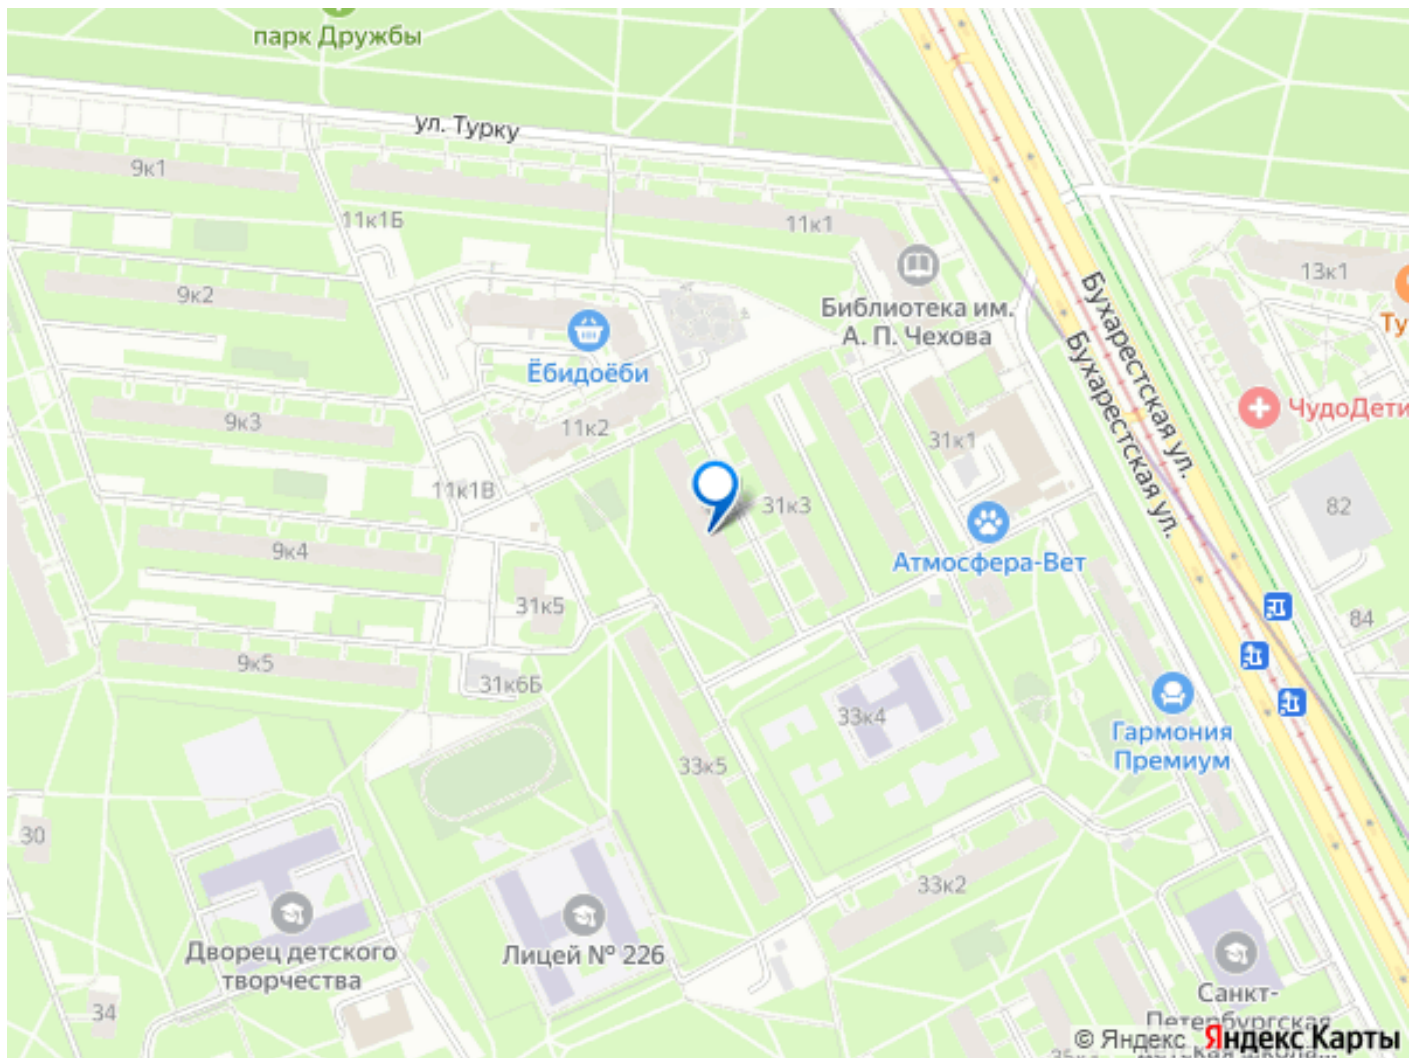 парк Дружбы
ул. Турку
9к1
11к1Б
11к1
Библиотека им.
А. П. Чехова
13к1
Ту
9к2
Ёбидоёби
Бухарестская ул.
Бухарестская ул.
ЧудоДети
9к3
11к2
31к1
11к1В
31к3
82
9к4
Атмосфера-Вет
31к5
84
9к5
31к6Б
33к4
Гармония
Премиум
33к5
30
33к2
Дворец детского
творчества
Лицей № 226
34
Санкт-
Петербургская
© Яндекс Яндекс Карты